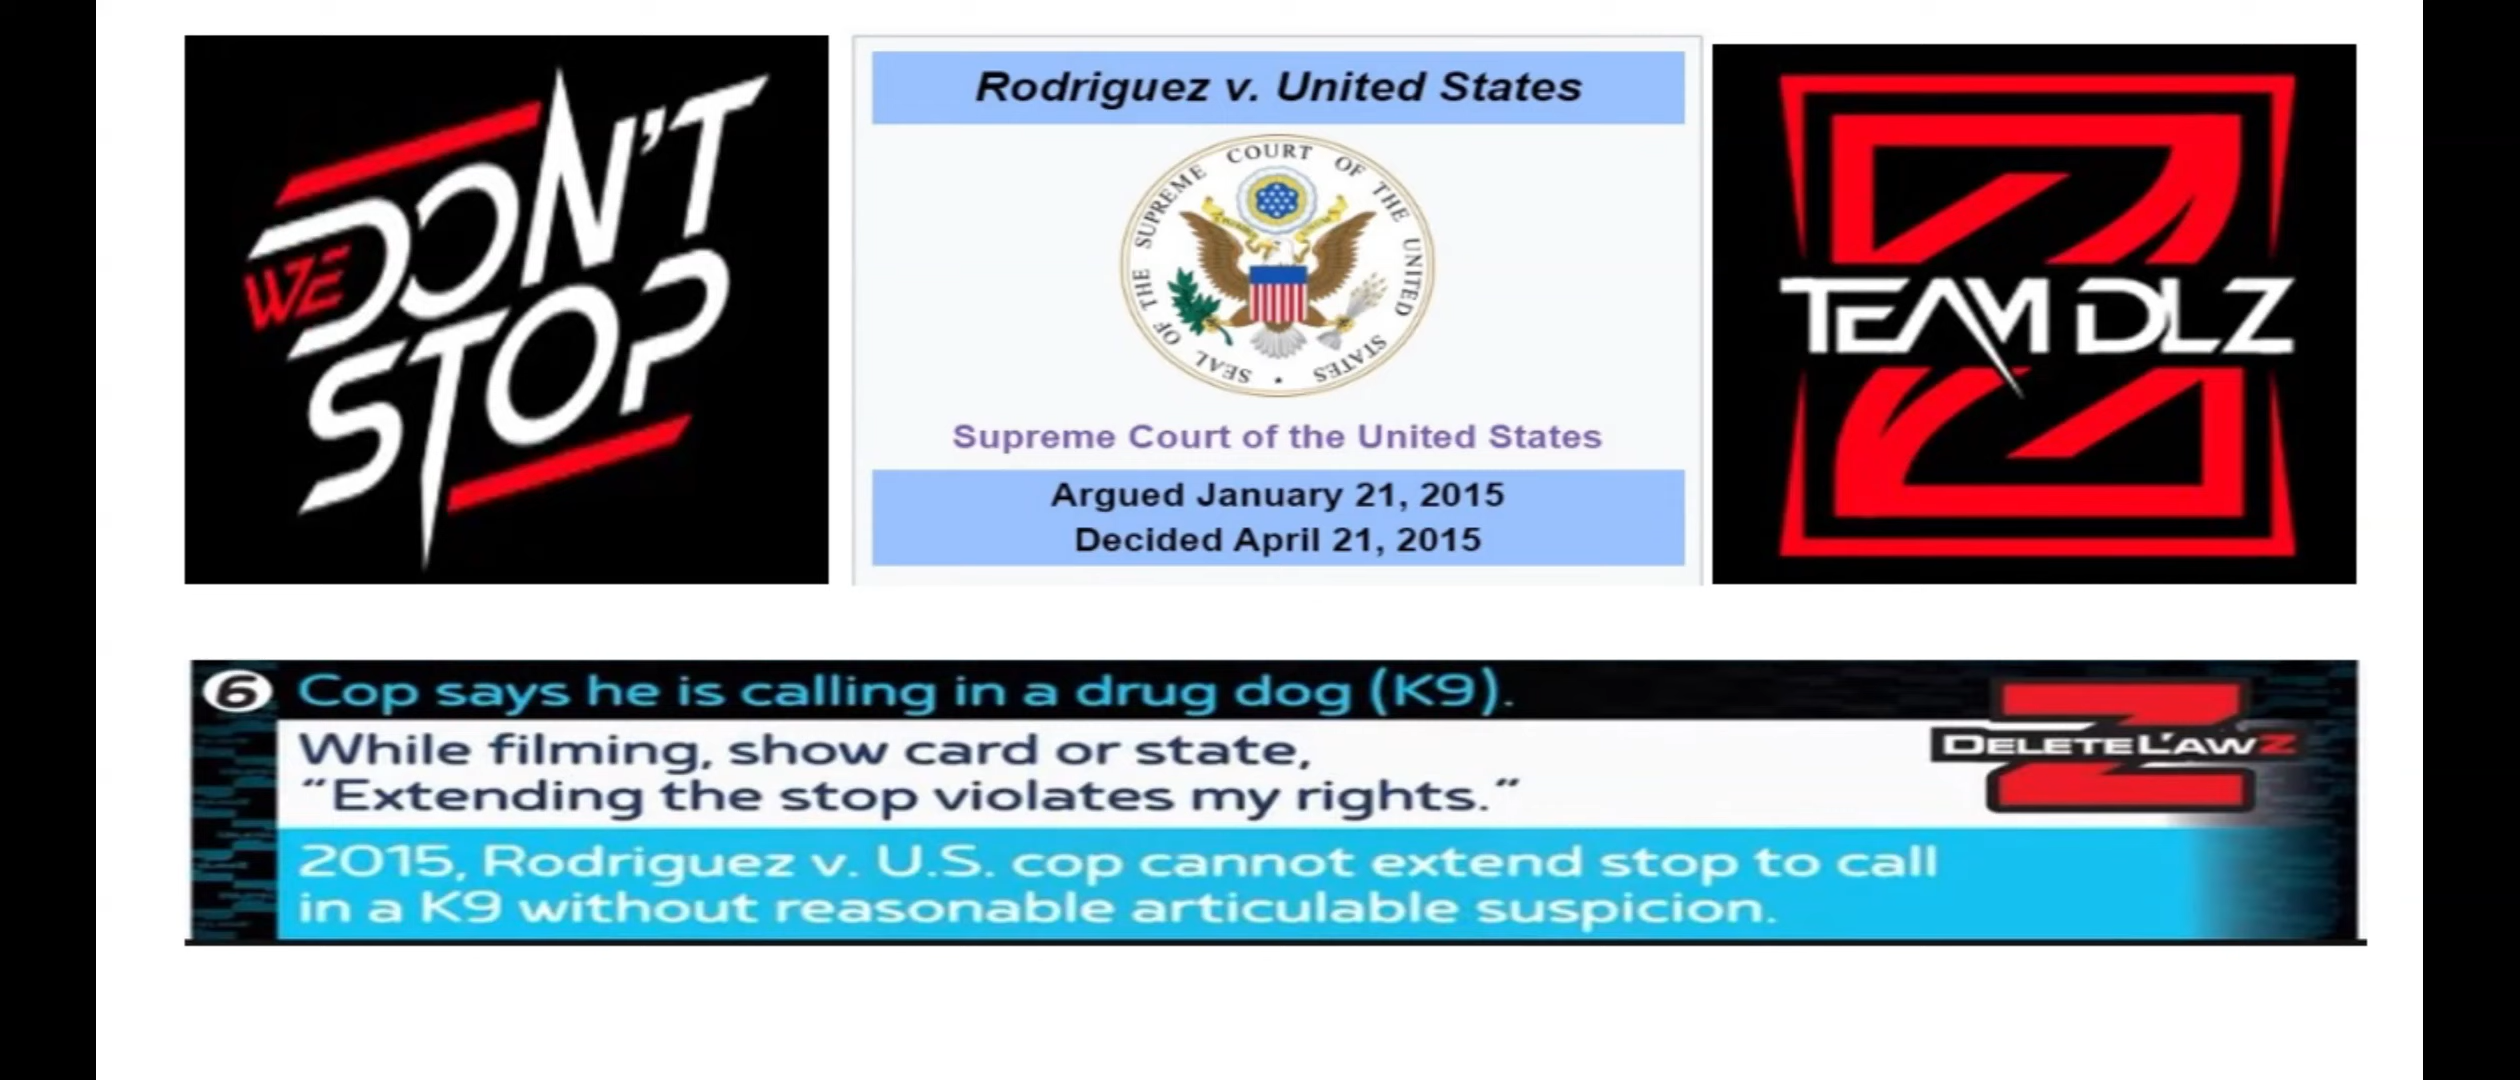 WE DON'T
STOP
Rodriguez v. United States
SEAL OF THE SUPREME COURT OF THE UNITED STATES
Supreme Court of the United States
Argued January 21, 2015
Decided April 21, 2015
TEAM DLZ
6 Cop says he is calling in a drug dog (K9).
While filming, show card or state,
“Extending the stop violates my rights.“
DELETELAWZ
2015, Rodriguez v. U.S. cop cannot extend stop to call
in a K9 without reasonable articulable suspicion.